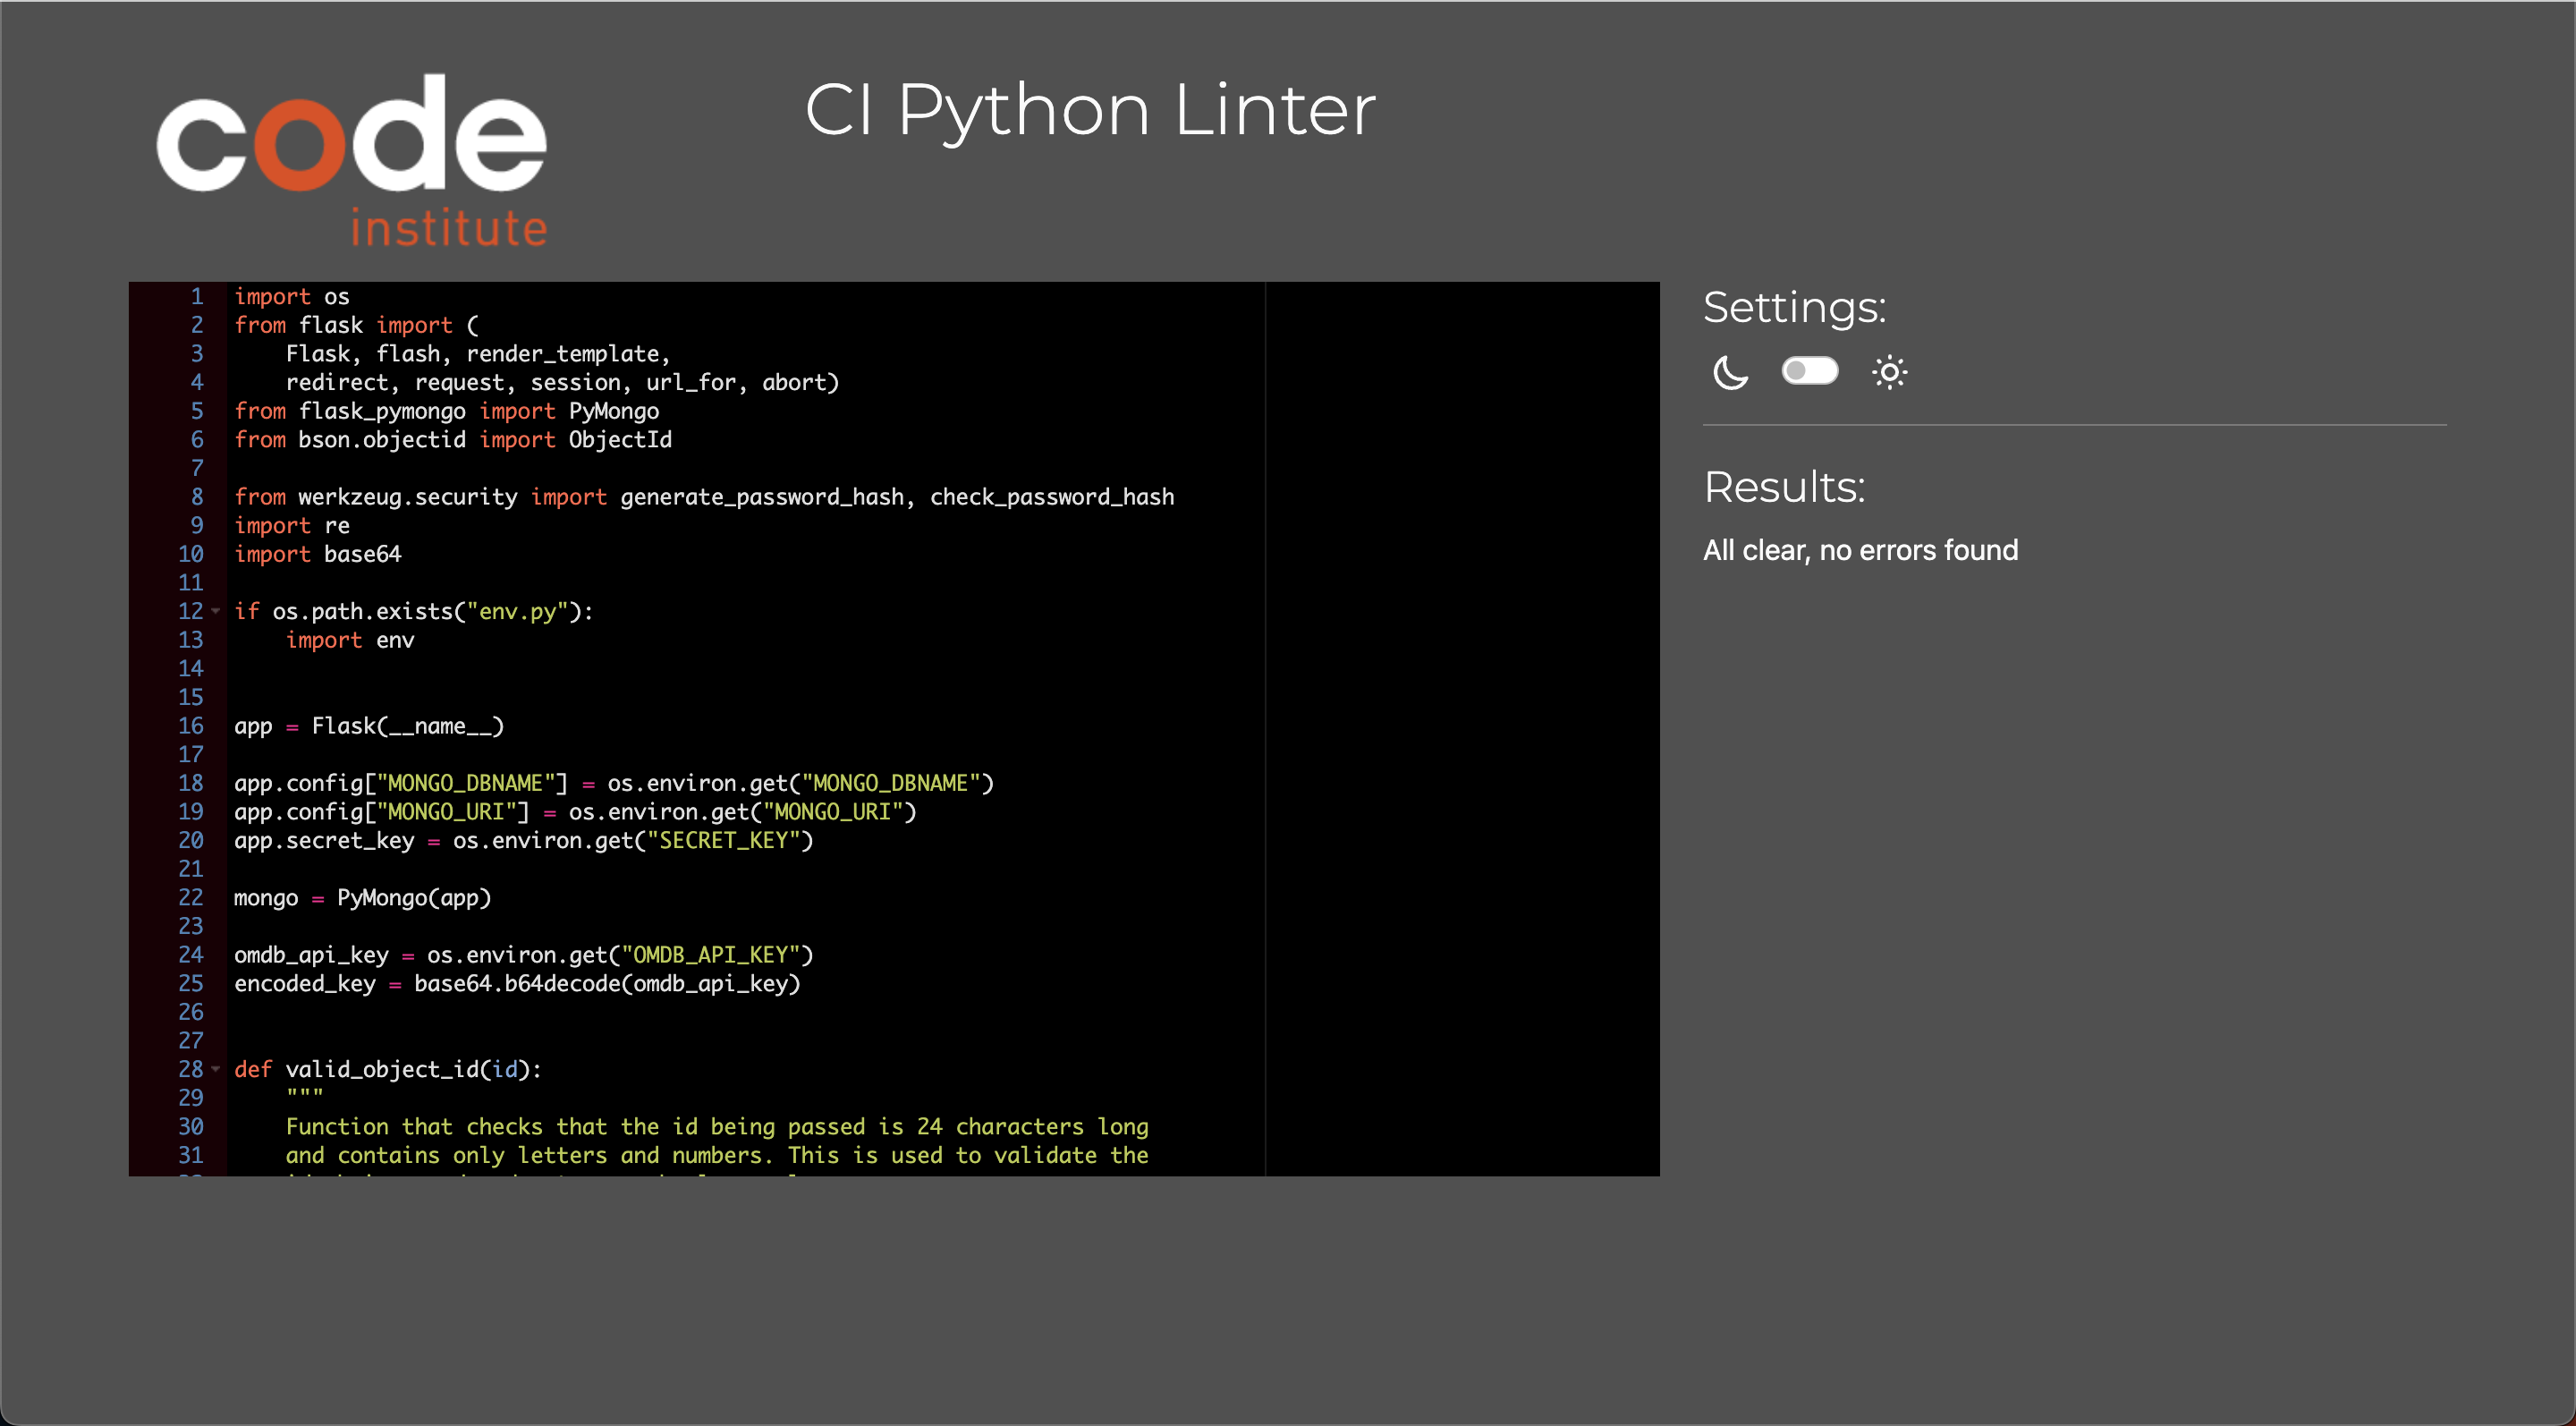 code
institute
CI Python Linter
1 import os
2 from flask import (
3     Flask, flash, render_template,
4     redirect, request, session, url_for, abort)
5 from flask_pymongo import PyMongo
6 from bson.objectid import ObjectId
7
8 from werkzeug.security import generate_password_hash, check_password_hash
9 import re
10 import base64
11
12 if os.path.exists("env.py"):
13     import env
14
15
16 app = Flask(__name__)
17
18 app.config["MONGO_DBNAME"] = os.environ.get("MONGO_DBNAME")
19 app.config["MONGO_URI"] = os.environ.get("MONGO_URI")
20 app.secret_key = os.environ.get("SECRET_KEY")
21
22 mongo = PyMongo(app)
23
24 omdb_api_key = os.environ.get("OMDB_API_KEY")
25 encoded_key = base64.b64decode(omdb_api_key)
26
27
28 def valid_object_id(id):
29     """
30     Function that checks that the id being passed is 24 characters long
31     and contains only letters and numbers. This is used to validate the
Settings:
Results:
All clear, no errors found